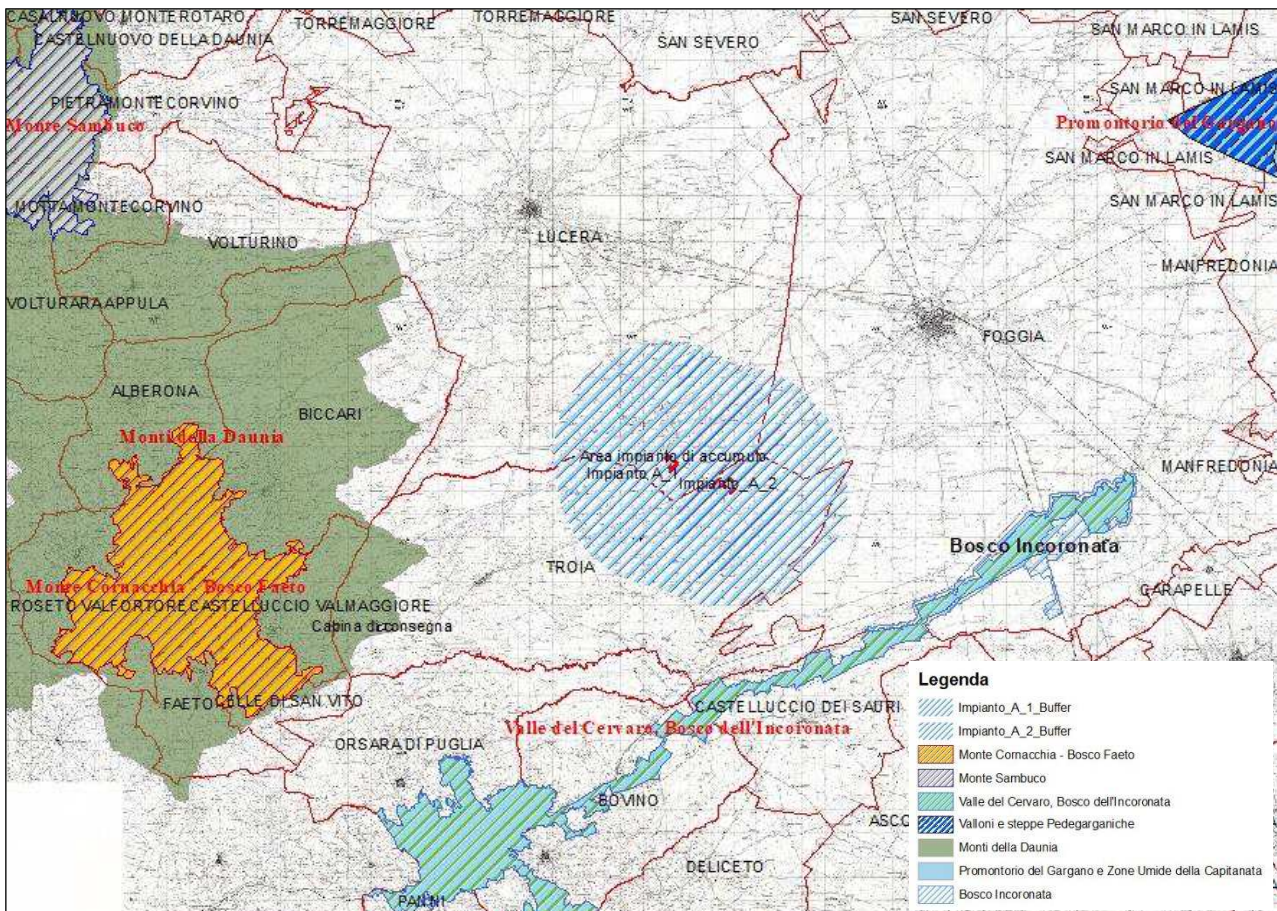 CASALNUOVO MONTEROTARO
TORREMAGGIORE
TORREMAGGIORE
SAN SEVERO
SAN MARCO IN LAMIS
CASTELNUOVO DELLA DAUNIA
SAN SEVERO
PIETRAMONTECORVINO
SAN MARCO IN LAMIS
Monte Sambuco
Promontorio del Gargano
SAN MARCO IN LAMIS
MOTTAMONTECORVINO
SAN MARCO IN LAMIS
VOLTURINO
LUCERA
MANFREDONIA
VOLTURARA APPULA
FOGGIA
ALBERONA
BICCARI
Monti della Daunia
Area impianto di accumulo
Impianto_A_1
Impianto_A_2
MANFREDONIA
Bosco Incoronata
TROIA
Monte Cornacchia - Bosco Faeto
CARAPELLE
ROSETO VALFORTORE
CASTELLUCCIO VALMAGGIORE
Cabina di consegna
FAETO
CELLE DI SAN VITO
CASTELLUCCIO DEI SAURI
Valle del Cervaro, Bosco dell'Incoronata
ORSARA DI PUGLIA
BOVINO
ASCO
DELICETO
PANNI
Legenda
Impianto_A_1_Buffer
Impianto_A_2_Buffer
Monte Cornacchia - Bosco Faeto
Monte Sambuco
Valle del Cervaro, Bosco dell'Incoronata
Valloni e steppe Pedegarganiche
Monti della Daunia
Promontorio del Gargano e Zone Umide della Capitanata
Bosco Incoronata